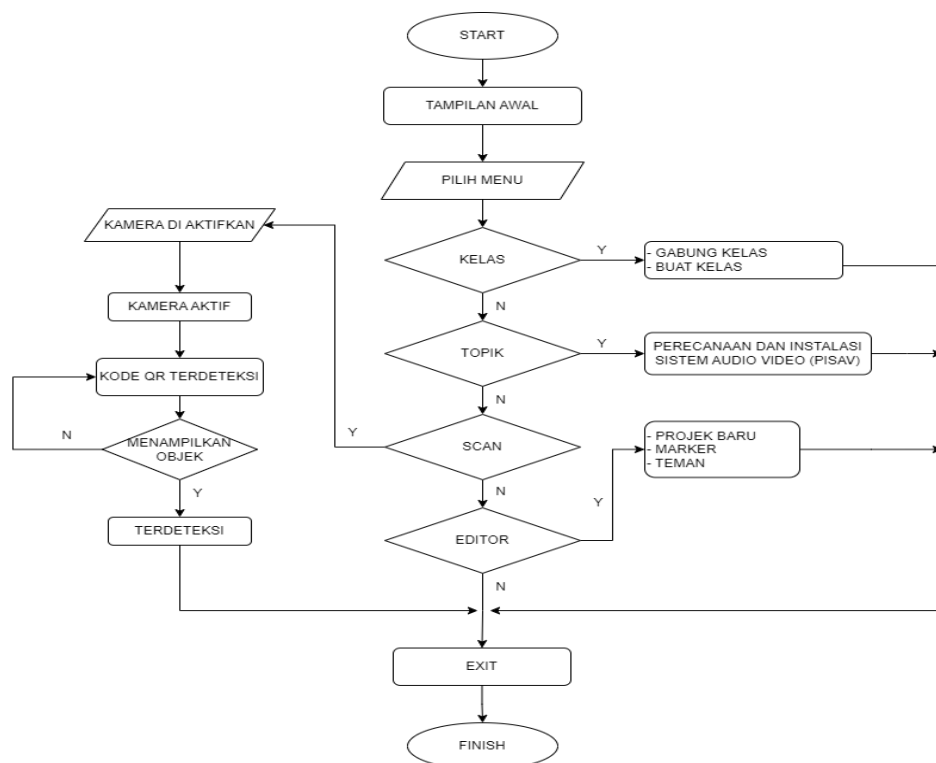 START
TAMPILAN AWAL
PILIH MENU
KELAS
Y
- GABUNG KELAS
- BUAT KELAS
N
TOPIK
Y
PERECANAAN DAN INSTALASI
SISTEM AUDIO VIDEO (PISAV)
N
SCAN
Y
N
EDITOR
Y
- PROJEK BARU
- MARKER
- TEMAN
N
KAMERA DI AKTIFKAN
KAMERA AKTIF
KODE QR TERDETEKSI
MENAMPILKAN
OBJEK
N
Y
TERDETEKSI
EXIT
FINISH